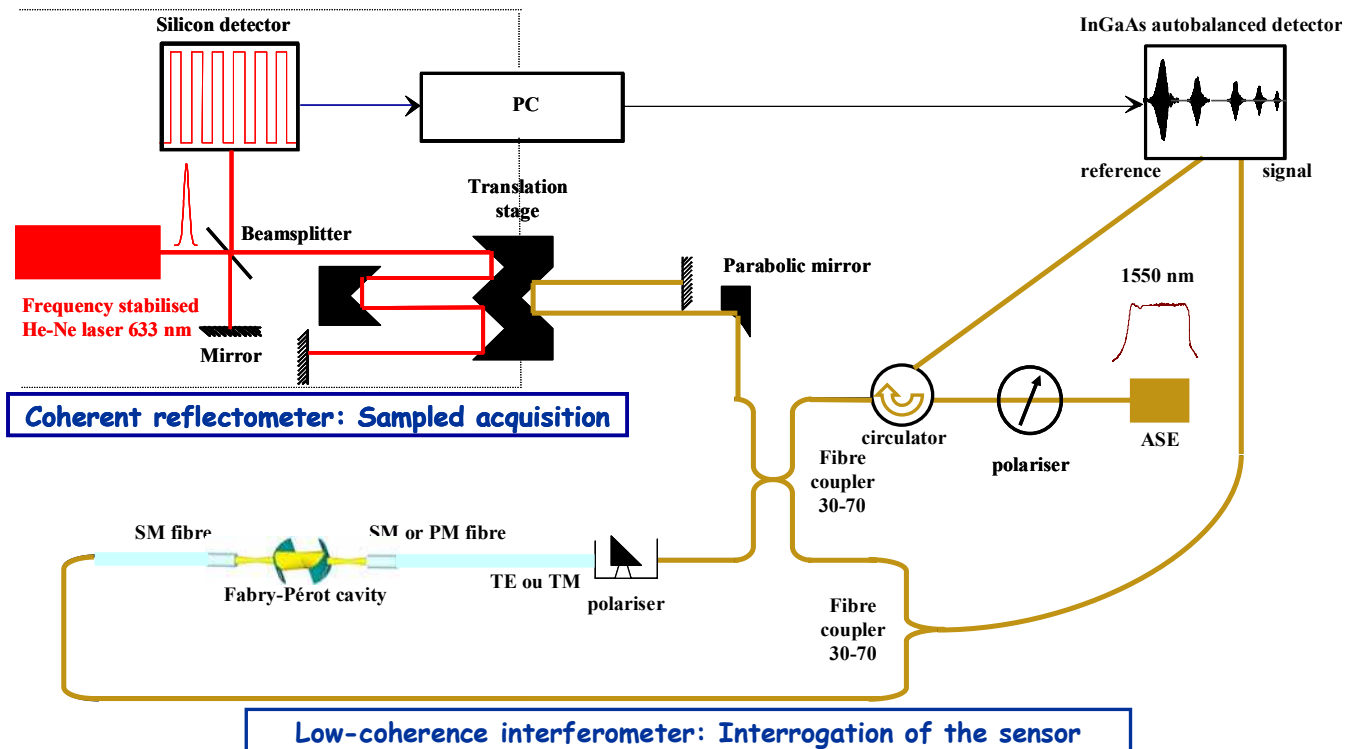 Silicon detector
InGaAs autobalanced detector
PC
reference
signal
Translation
stage
Beamsplitter
Parabolic mirror
1550 nm
Frequency stabilised
He-Ne laser 633 nm
Mirror
Coherent reflectometer: Sampled acquisition
circulator
polariser
ASE
Fibre
coupler
30-70
SM fibre
SM or PM fibre
TE ou TM
Fabry-Pérot cavity
polariser
Fibre
coupler
30-70
Low-coherence interferometer: Interrogation of the sensor